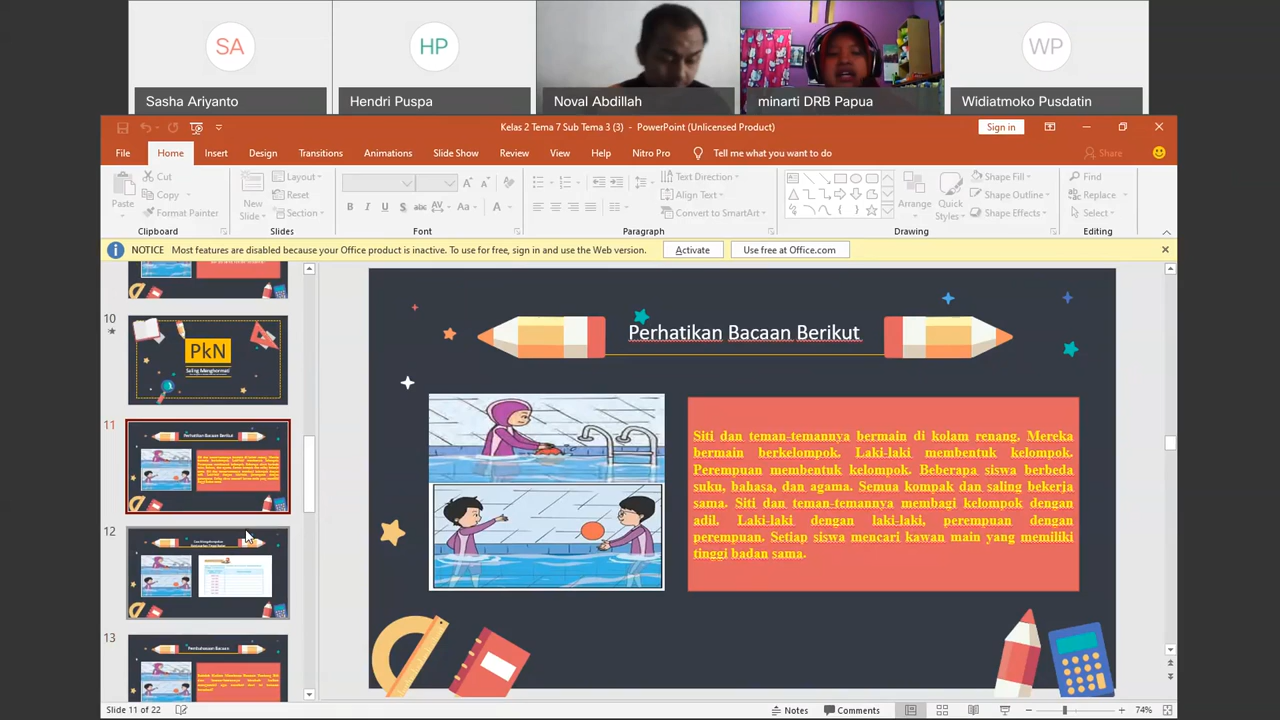 SA
HP
WP
Sasha Ariyanto
Hendri Puspa
Noval Abdillah
minarti DRB Papua
Widiatmoko Pusdatin
Kelas 2 Tema 7 Sub Tema 3 (3) - PowerPoint (Unlicensed Product)
Sign in
File Home Insert Design Transitions Animations Slide Show Review View Help Nitro Pro Tell me what you want to do Share
Paste
Cut
Copy
Format Painter
Clipboard
New Slide
Layout
Reset
Section
Slides
B I U S abc AV Aa A
Font
Text Direction
Align Text
Convert to SmartArt
Paragraph
Arrange
Quick Styles
Shape Fill
Shape Outline
Shape Effects
Drawing
Find
Replace
Select
Editing
NOTICE Most features are disabled because your Office product is inactive. To use for free, sign in and use the Web version. Activate Use free at Office.com
10
PkN
Saling Menghormati
11
Perhatikan Bacaan Berikut
12
13
Perhatikan Bacaan Berikut
Siti dan teman-temannya bermain di kolam renang. Mereka
bermain berkelompok. Laki-laki membentuk kelompok.
Perempuan membentuk kelompok. Beberapa siswa berbeda
suku, bahasa, dan agama. Semua kompak dan saling bekerja
sama. Siti dan teman-temannya membagi kelompok dengan
adil. Laki-laki dengan laki-laki, perempuan dengan
perempuan. Setiap siswa mencari kawan main yang memiliki
tinggi badan sama.
Slide 11 of 22
Notes
Comments
74%